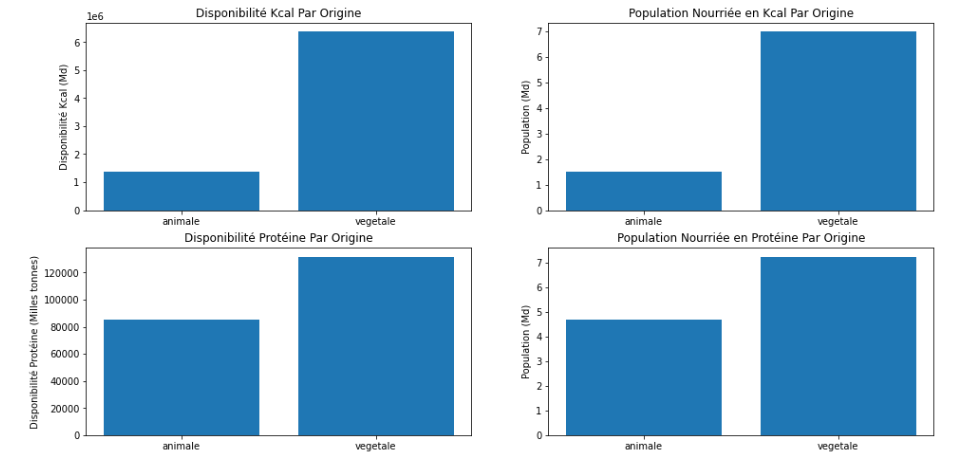 Disponibilité Kcal Par Origine
1e6
Disponibilité Kcal (Md)
6
5
4
3
2
1
0
animale vegetale
Population Nourriée en Kcal Par Origine
Population (Md)
7
6
5
4
3
2
1
0
animale vegetale
Disponibilité Protéine Par Origine
Disponibilité Protéine (Milles tonnes)
120000
100000
80000
60000
40000
20000
0
animale vegetale
Population Nourriée en Protéine Par Origine
Population (Md)
7
6
5
4
3
2
1
0
animale vegetale